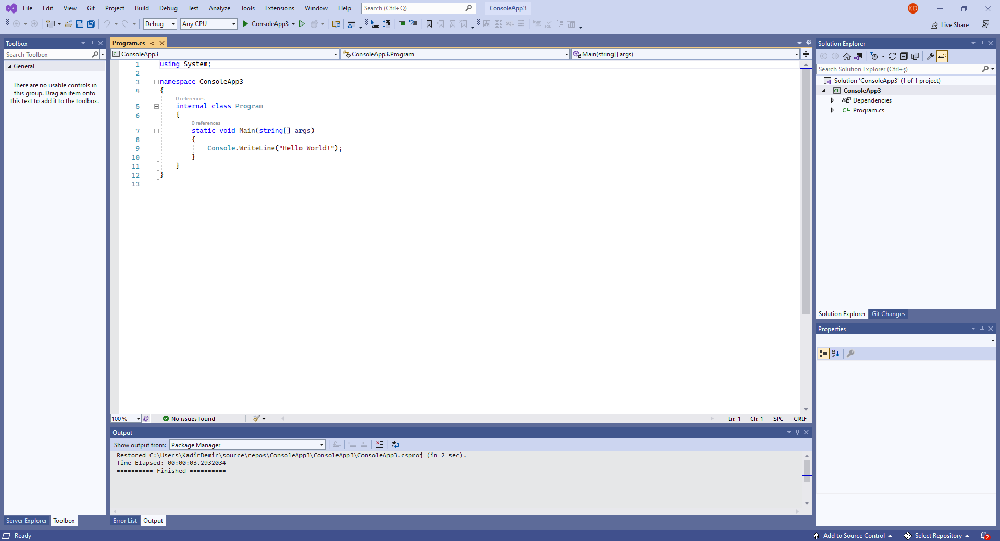 File Edit View Git Project Build Debug Test Analyze Tools Extensions Window Help Search (Ctrl+Q) ConsoleApp3 KD
Debug Any CPU ConsoleApp3 SQL SQL Live Share
Toolbox
Search Toolbox
General
There are no usable controls in
this group. Drag an item onto
this text to add it to the toolbox.
Server Explorer Toolbox
Program.cs
C# ConsoleApp3 ConsoleApp3.Program Main(string[] args)
1 using System;
2
3 namespace ConsoleApp3
4 {
0 references
5 internal class Program
6 {
0 references
7 static void Main(string[] args)
8 {
9 Console.WriteLine("Hello World!");
10 }
11 }
12 }
13
100 % No issues found Ln: 1 Ch: 1 SPC CRLF
Output
Show output from: Package Manager
Restored C:\Users\KadirDemir\source\repos\ConsoleApp3\ConsoleApp3\ConsoleApp3.csproj (in 2 sec).
Time Elapsed: 00:00:03.2932034
========== Finished ==========
Error List Output
Solution Explorer
Search Solution Explorer (Ctrl+ş)
Solution 'ConsoleApp3' (1 of 1 project)
C# ConsoleApp3
Dependencies
C# Program.cs
Solution Explorer Git Changes
Properties
Ready Add to Source Control Select Repository 2